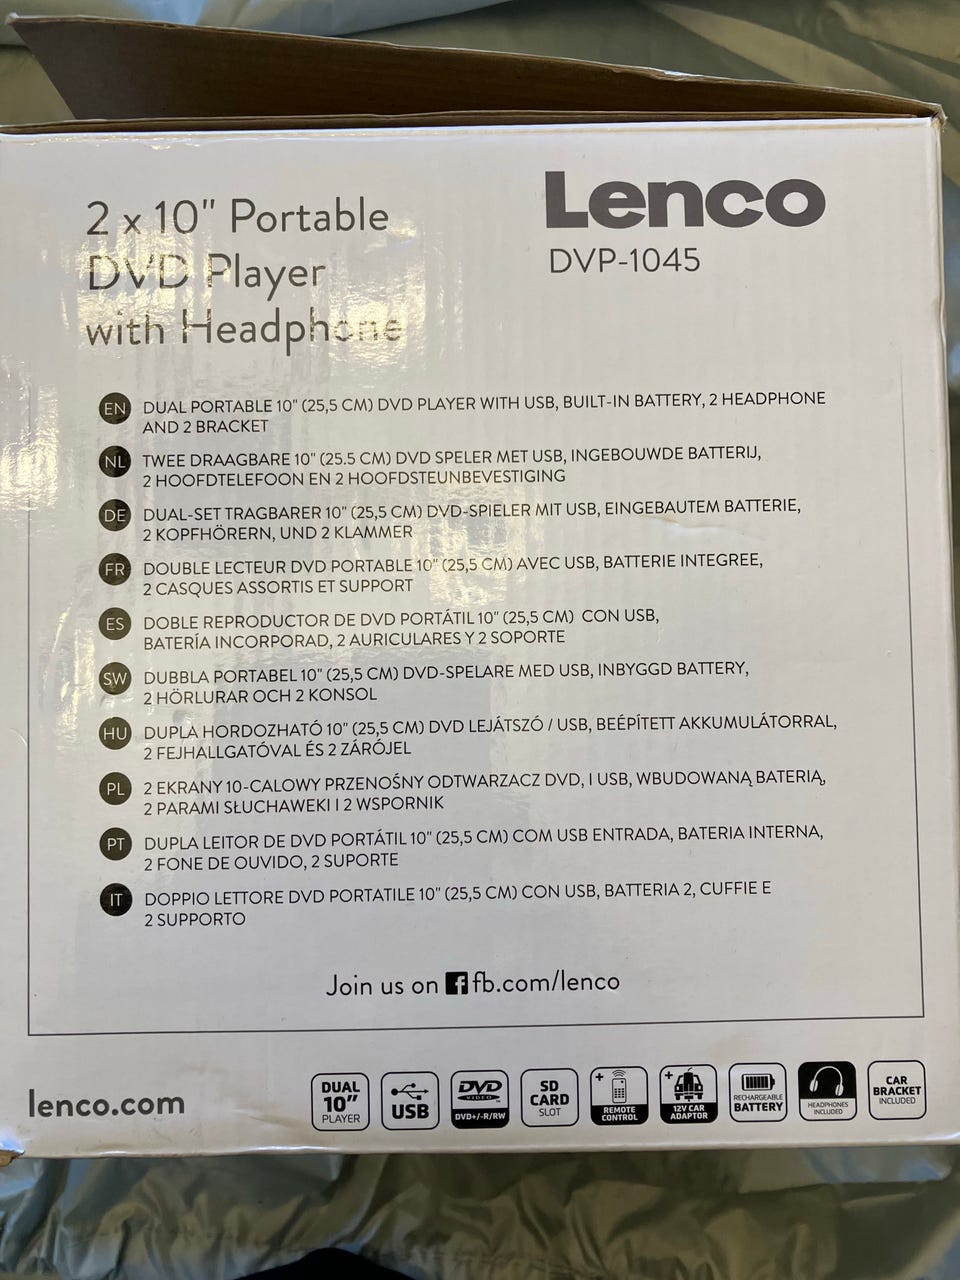 2 x 10" Portable
DVD Player
with Headphone
Lenco
DVP-1045
EN DUAL PORTABLE 10" (25,5 CM) DVD PLAYER WITH USB, BUILT-IN BATTERY, 2 HEADPHONE
AND 2 BRACKET
NL TWEE DRAAGBARE 10" (25.5 CM) DVD SPELER MET USB, INGEBOUWDE BATTERIJ,
2 HOOFDTELEFOON EN 2 HOOFDSTEUNBEVESTIGING
DE DUAL-SET TRAGBARER 10" (25,5 CM) DVD-SPIELER MIT USB, EINGEBAUTEM BATTERIE,
2 KOPFHÖRERN, UND 2 KLAMMER
FR DOUBLE LECTEUR DVD PORTABLE 10" (25,5 CM) AVEC USB, BATTERIE INTEGREE,
2 CASQUES ASSORTIS ET SUPPORT
ES DOBLE REPRODUCTOR DE DVD PORTÁTIL 10" (25,5 CM) CON USB,
BATERÍA INCORPORAD, 2 AURICULARES Y 2 SOPORTE
SW DUBBLA PORTABEL 10" (25,5 CM) DVD-SPELARE MED USB, INBYGGD BATTERY,
2 HÖRLURAR OCH 2 KONSOL
HU DUPLA HORDOZHATÓ 10" (25,5 CM) DVD LEJÁTSZÓ / USB, BEÉPÍTETT AKKUMULÁTORRAL,
2 FEJHALLGATÓVAL ÉS 2 ZÁRÓJEL
PL 2 EKRANY 10-CALOWY PRZENOŚNY ODTWARZACZ DVD, I USB, WBUDOWANĄ BATERIĄ,
2 PARAMI SŁUCHAWEKI I 2 WSPORNIK
PT DUPLA LEITOR DE DVD PORTÁTIL 10" (25,5 CM) COM USB ENTRADA, BATERIA INTERNA,
2 FONE DE OUVIDO, 2 SUPORTE
IT DOPPIO LETTORE DVD PORTATILE 10" (25,5 CM) CON USB, BATTERIA 2, CUFFIE E
2 SUPPORTO
Join us on f fb.com/lenco
lenco.com
DUAL
10"
PLAYER
USB
DVD
VIDEO
DVD+/-R/RW
SD
CARD
SLOT
+
REMOTE
CONTROL
+
12V CAR
ADAPTOR
RECHARGEABLE
BATTERY
HEADPHONES
INCLUDED
CAR
BRACKET
INCLUDED